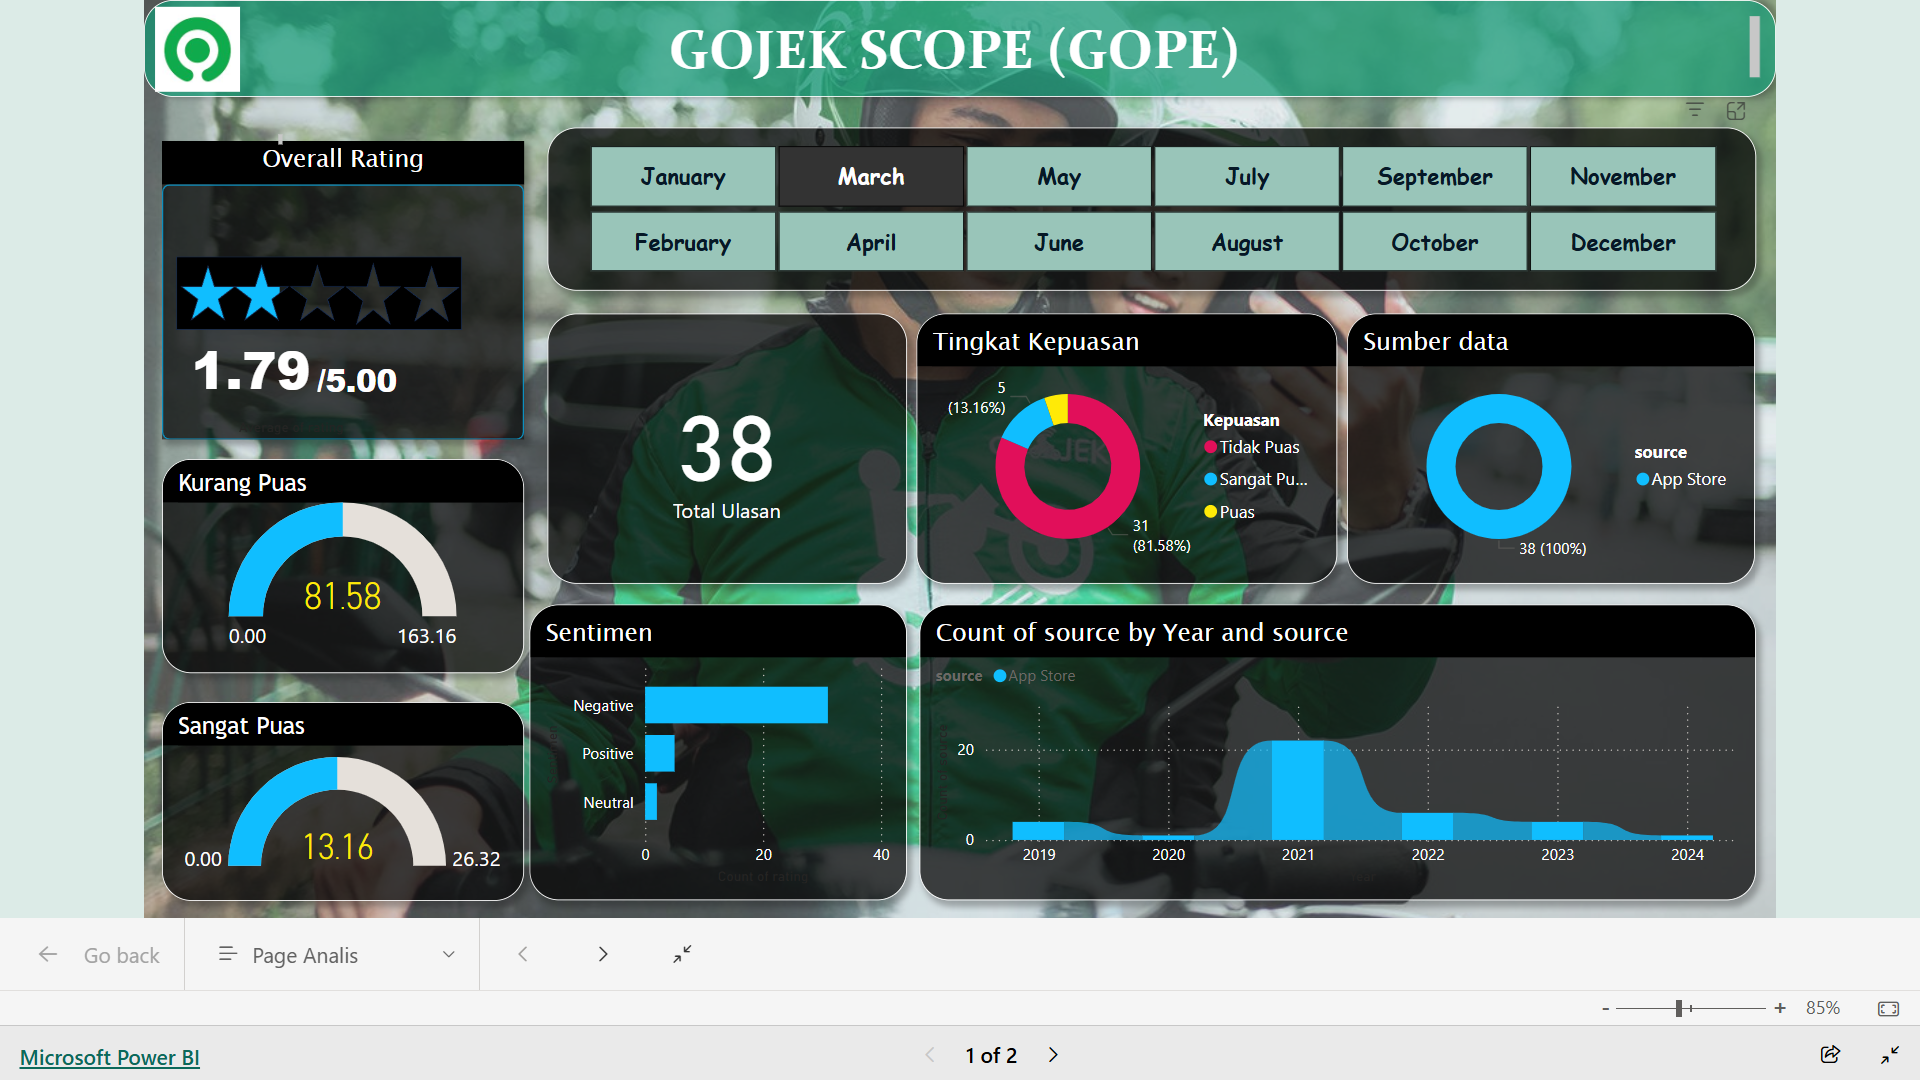 GOJEK SCOPE (GOPE)
Overall Rating
1.79 /5.00
January
March
May
July
September
November
February
April
June
August
October
December
38
Total Ulasan
Tingkat Kepuasan
5
(13.16%)
31
(81.58%)
Kepuasan
Tidak Puas
Sangat Pu...
Puas
Sumber data
38 (100%)
source
App Store
Kurang Puas
81.58
0.00
163.16
Sangat Puas
13.16
0.00
26.32
Sentimen
Negative
Positive
Neutral
0
20
40
Count of rating
Count of source by Year and source
source App Store
20
0
2019
2020
2021
2022
2023
2024
Go back
Page Analis
- + 85%
Microsoft Power BI
1 of 2